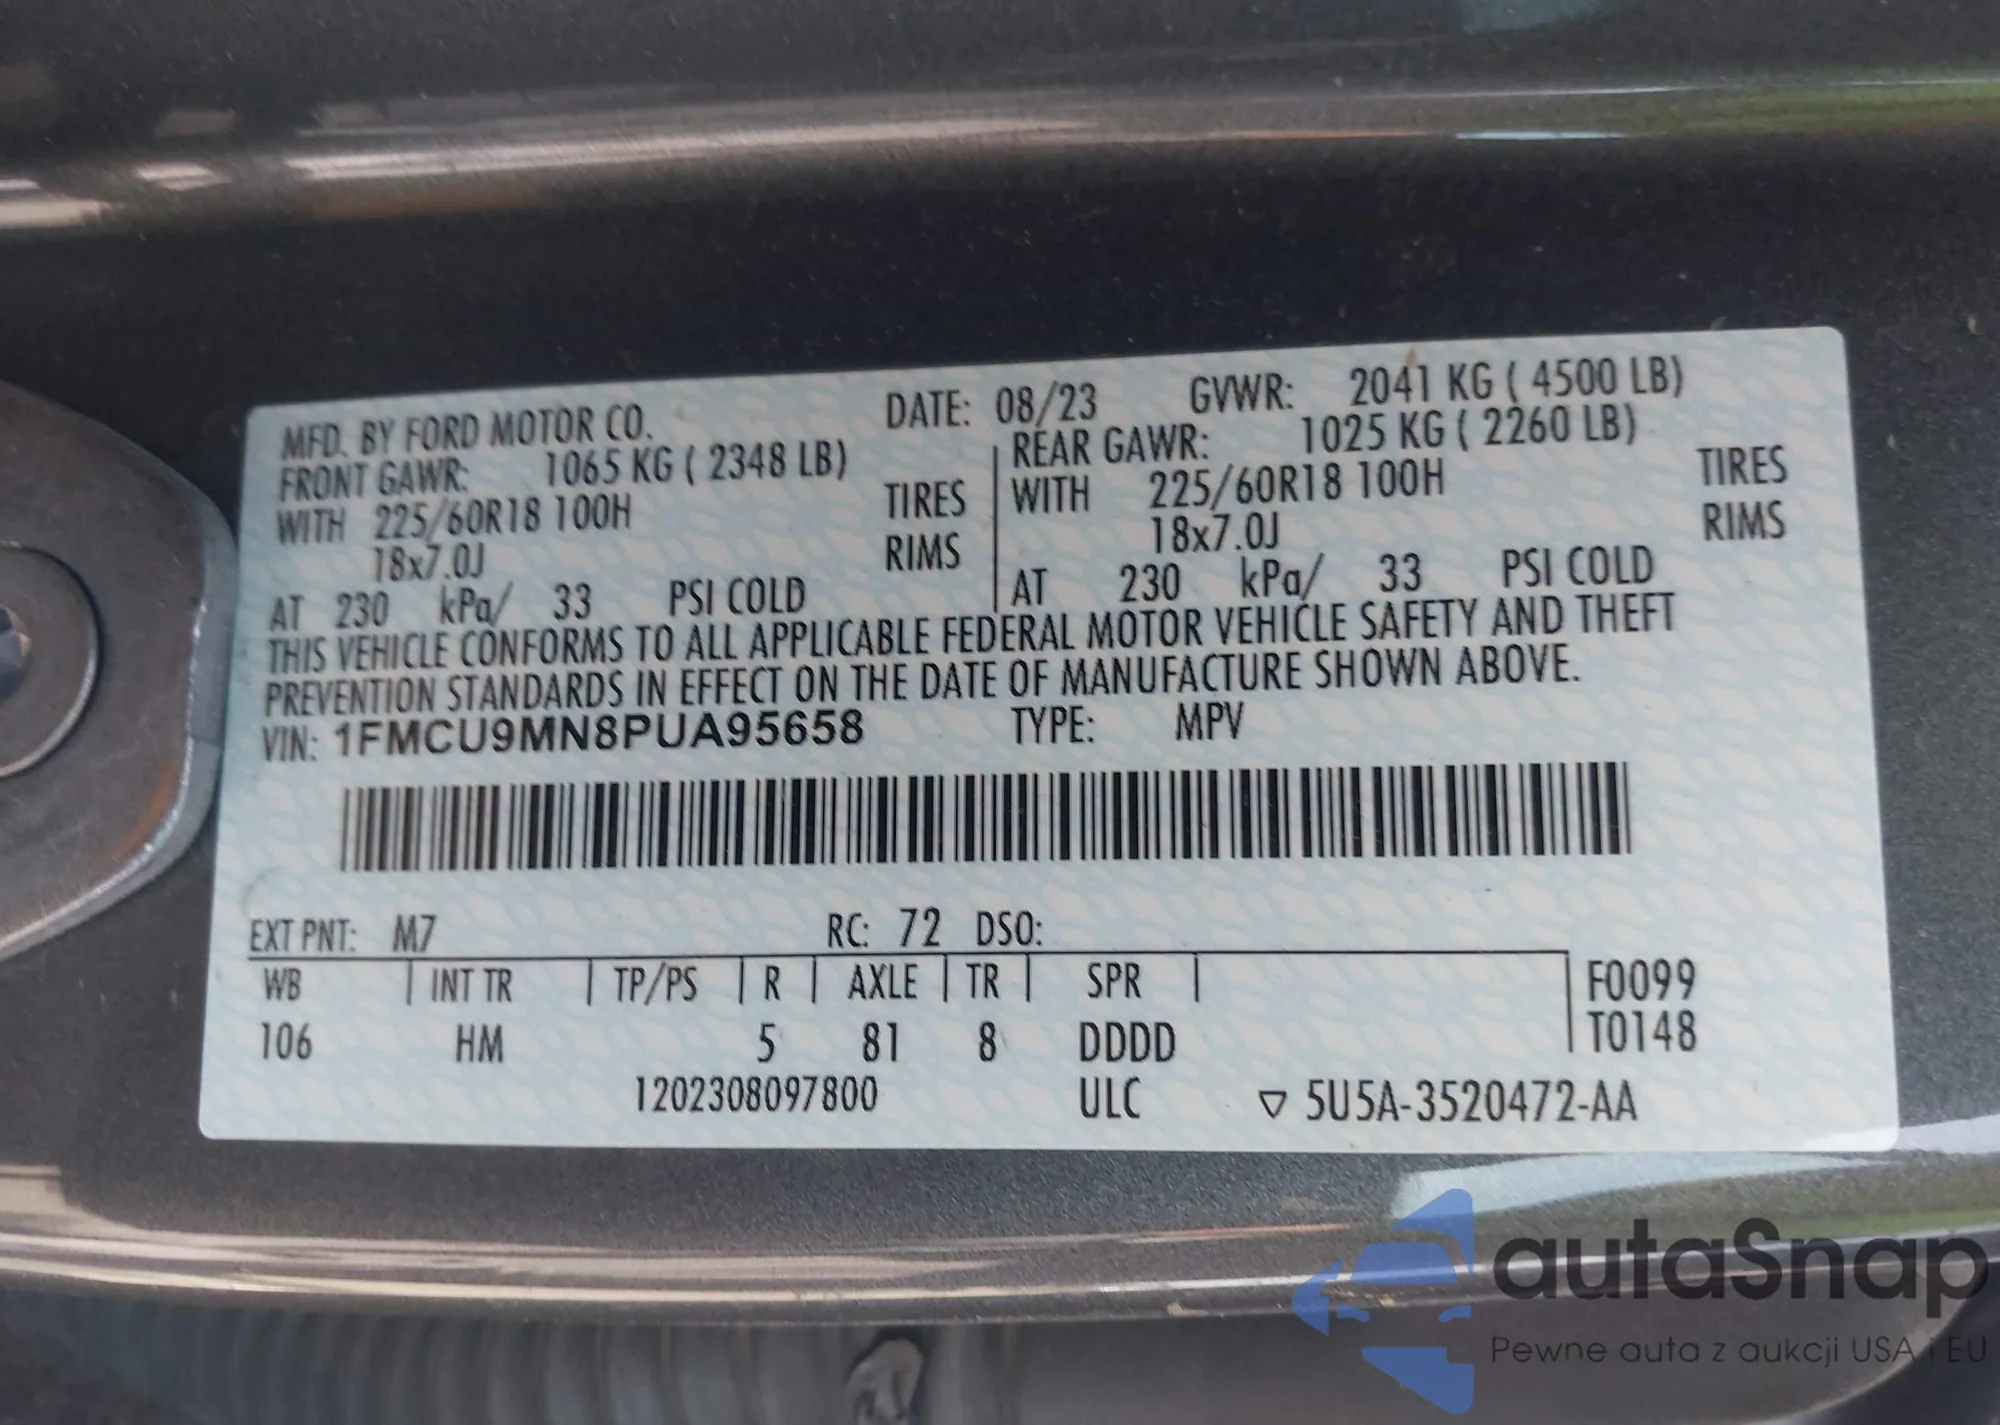 MFD. BY FORD MOTOR CO. DATE: 08/23 GVWR: 2041 KG ( 4500 LB)
FRONT GAWR: 1065 KG ( 2348 LB) REAR GAWR: 1025 KG ( 2260 LB)
WITH 225/60R18 100H TIRES WITH 225/60R18 100H TIRES
18x7.0J RIMS 18x7.0J RIMS
AT 230 kPa/ 33 PSI COLD AT 230 kPa/ 33 PSI COLD
THIS VEHICLE CONFORMS TO ALL APPLICABLE FEDERAL MOTOR VEHICLE SAFETY AND THEFT
PREVENTION STANDARDS IN EFFECT ON THE DATE OF MANUFACTURE SHOWN ABOVE.
VIN: 1FMCU9MN8PUA95658 TYPE: MPV
EXT PNT: M7 RC: 72 DSO:
WB INT TR TP/PS R AXLE TR SPR F0099
106 HM 5 81 8 DDDD T0148
1202308097800 ULC ▽ 5U5A-3520472-AA
autaSnap
Pewne auta z aukcji USA i EU